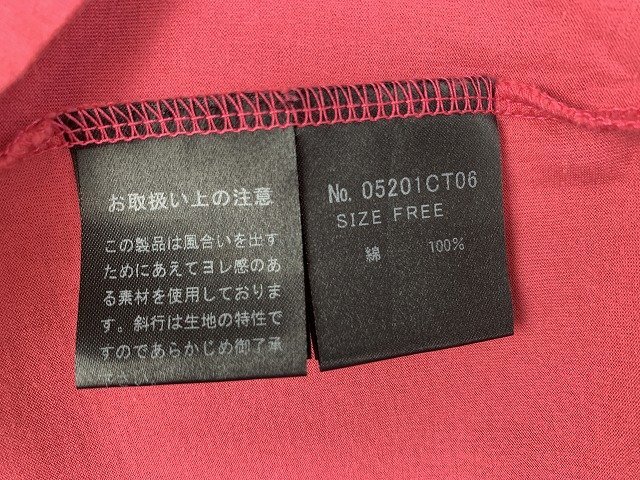 お取扱い上の注意
この製品は風合いを出す
ためにあえてヨレ感のあ
る素材を使用しておりま
す。斜行は生地の特性で
すのであらかじめ御了承
No. 05201CT06
SIZE FREE
綿 100%